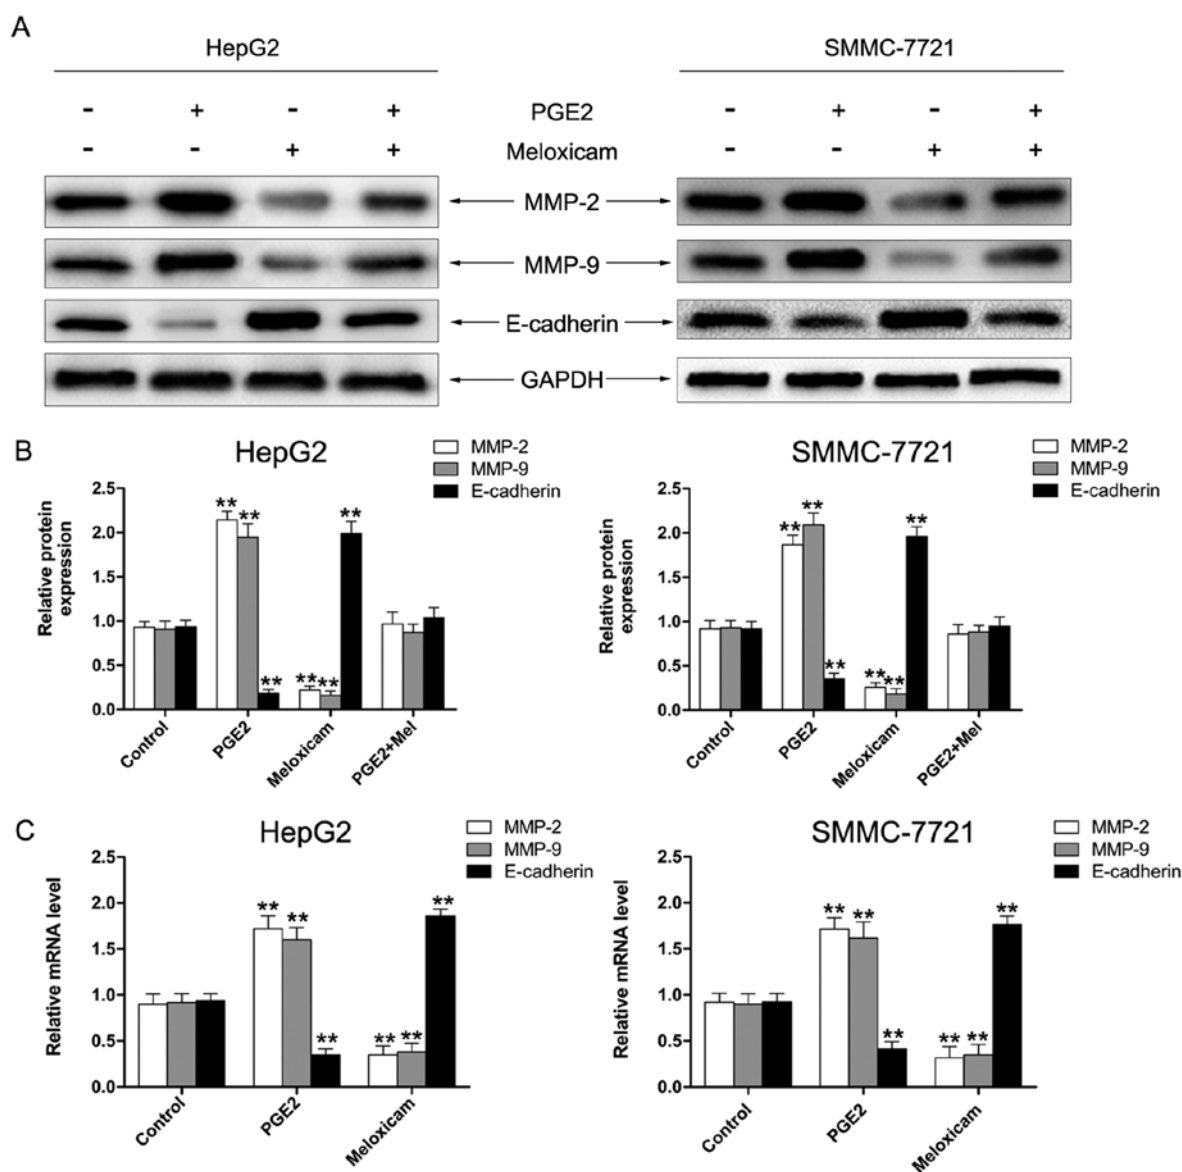 A
HepG2 SMMC-7721
- + - + PGE2 - + - +
- - + + Meloxicam - - + +
MMP-2
MMP-9
E-cadherin
GAPDH
B
HepG2
MMP-2
MMP-9
E-cadherin
Relative protein
expression
2.5
2.0
1.5
1.0
0.5
0.0
** ** ** ** ** **
Control PGE2 Meloxicam PGE2+Mel
SMMC-7721
MMP-2
MMP-9
E-cadherin
Relative protein
expression
2.5
2.0
1.5
1.0
0.5
0.0
** ** ** ** ** **
Control PGE2 Meloxicam PGE2+Mel
C
HepG2
MMP-2
MMP-9
E-cadherin
Relative mRNA level
2.5
2.0
1.5
1.0
0.5
0.0
** ** ** ** ** **
Control PGE2 Meloxicam
SMMC-7721
MMP-2
MMP-9
E-cadherin
Relative mRNA level
2.5
2.0
1.5
1.0
0.5
0.0
** ** ** ** ** **
Control PGE2 Meloxicam